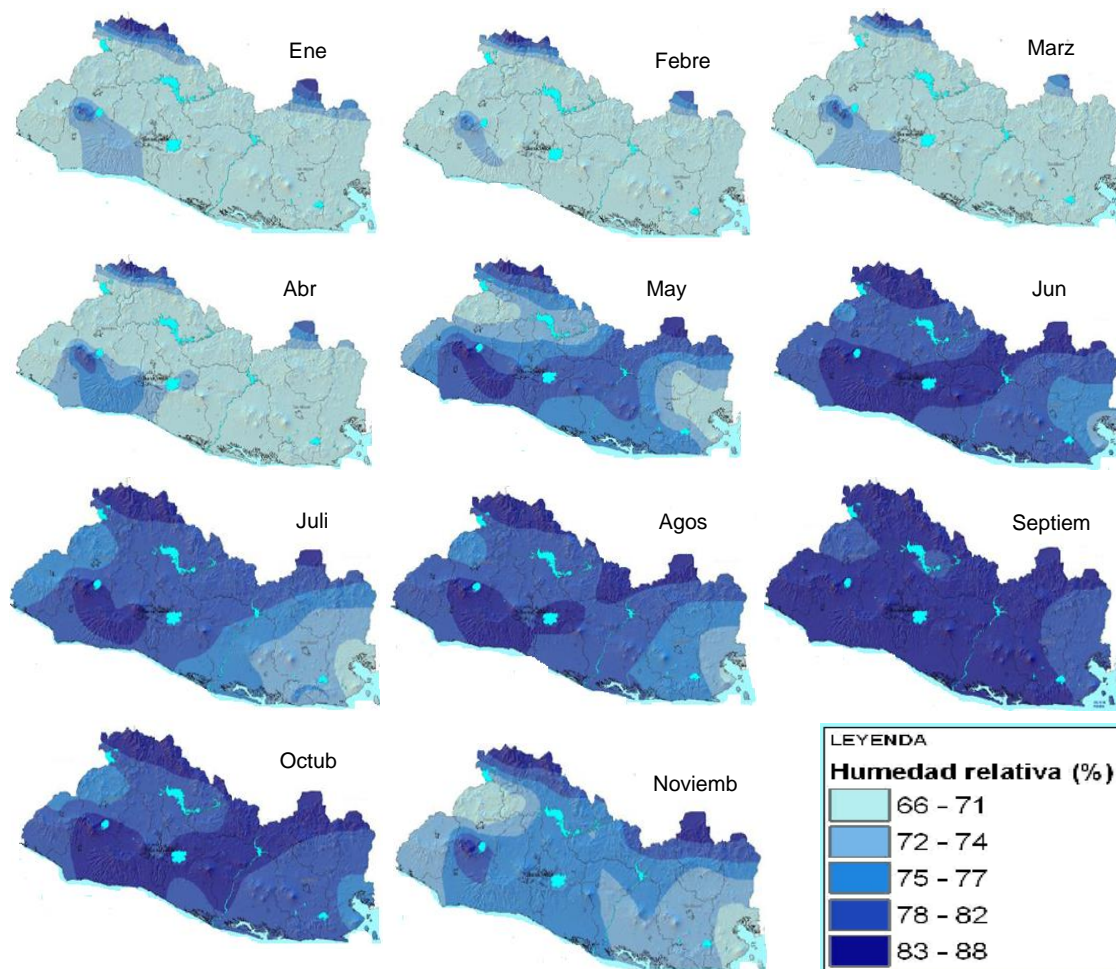 Ene
Febre
Marz
Abr
May
Jun
Juli
Agos
Septiem
Octub
Noviemb
LEYENDA
Humedad relativa (%)
66 - 71
72 - 74
75 - 77
78 - 82
83 - 88